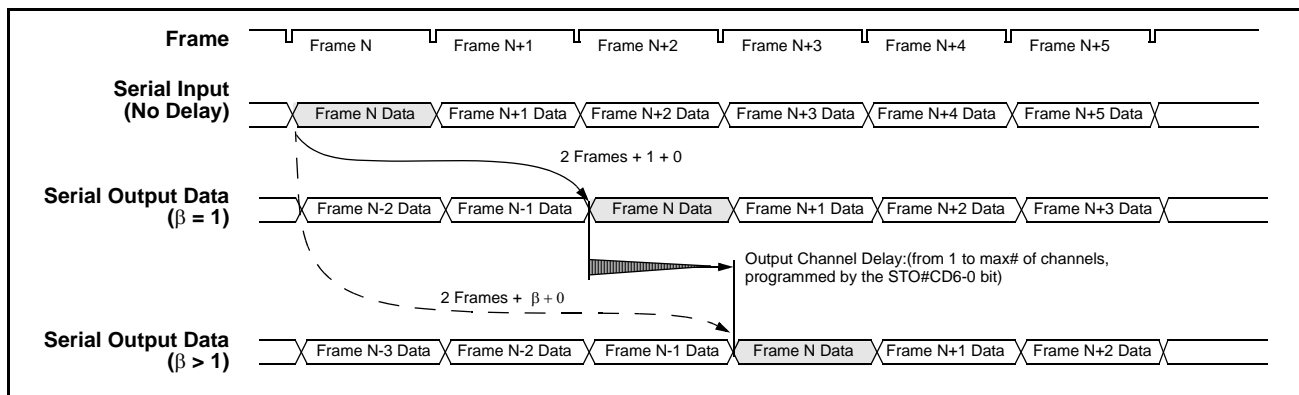 Frame
Frame N Frame N+1 Frame N+2 Frame N+3 Frame N+4 Frame N+5
Serial Input
(No Delay)
Frame N Data Frame N+1 Data Frame N+2 Data Frame N+3 Data Frame N+4 Data Frame N+5 Data
2 Frames + 1 + 0
Serial Output Data
(β = 1)
Frame N-2 Data Frame N-1 Data Frame N Data Frame N+1 Data Frame N+2 Data Frame N+3 Data
Output Channel Delay:(from 1 to max# of channels,
programmed by the STO#CD6-0 bit)
2 Frames + β + 0
Serial Output Data
(β > 1)
Frame N-3 Data Frame N-2 Data Frame N-1 Data Frame N Data Frame N+1 Data Frame N+2 Data